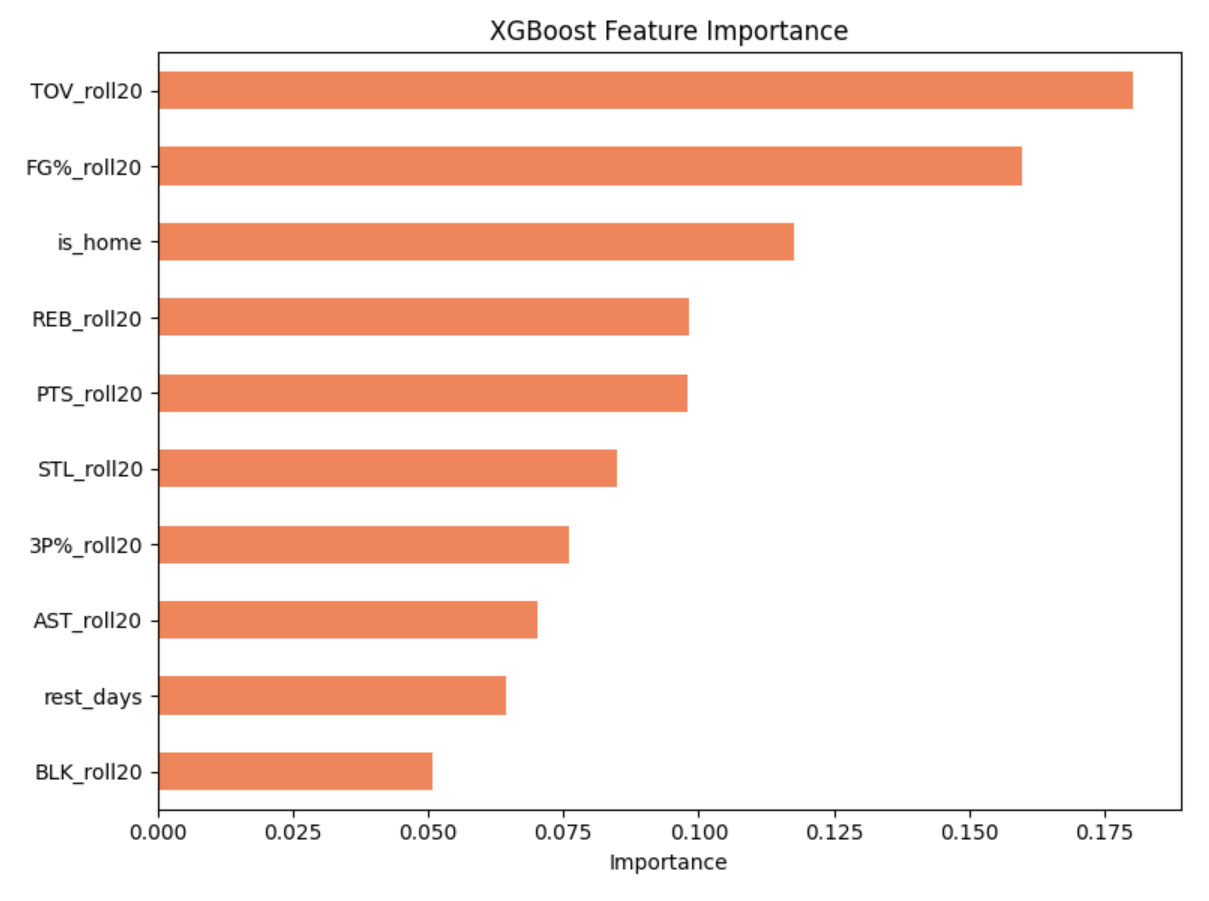 XGBoost Feature Importance
TOV_roll20
FG%_roll20
is_home
REB_roll20
PTS_roll20
STL_roll20
3P%_roll20
AST_roll20
rest_days
BLK_roll20
0.000 0.025 0.050 0.075 0.100 0.125 0.150 0.175
Importance